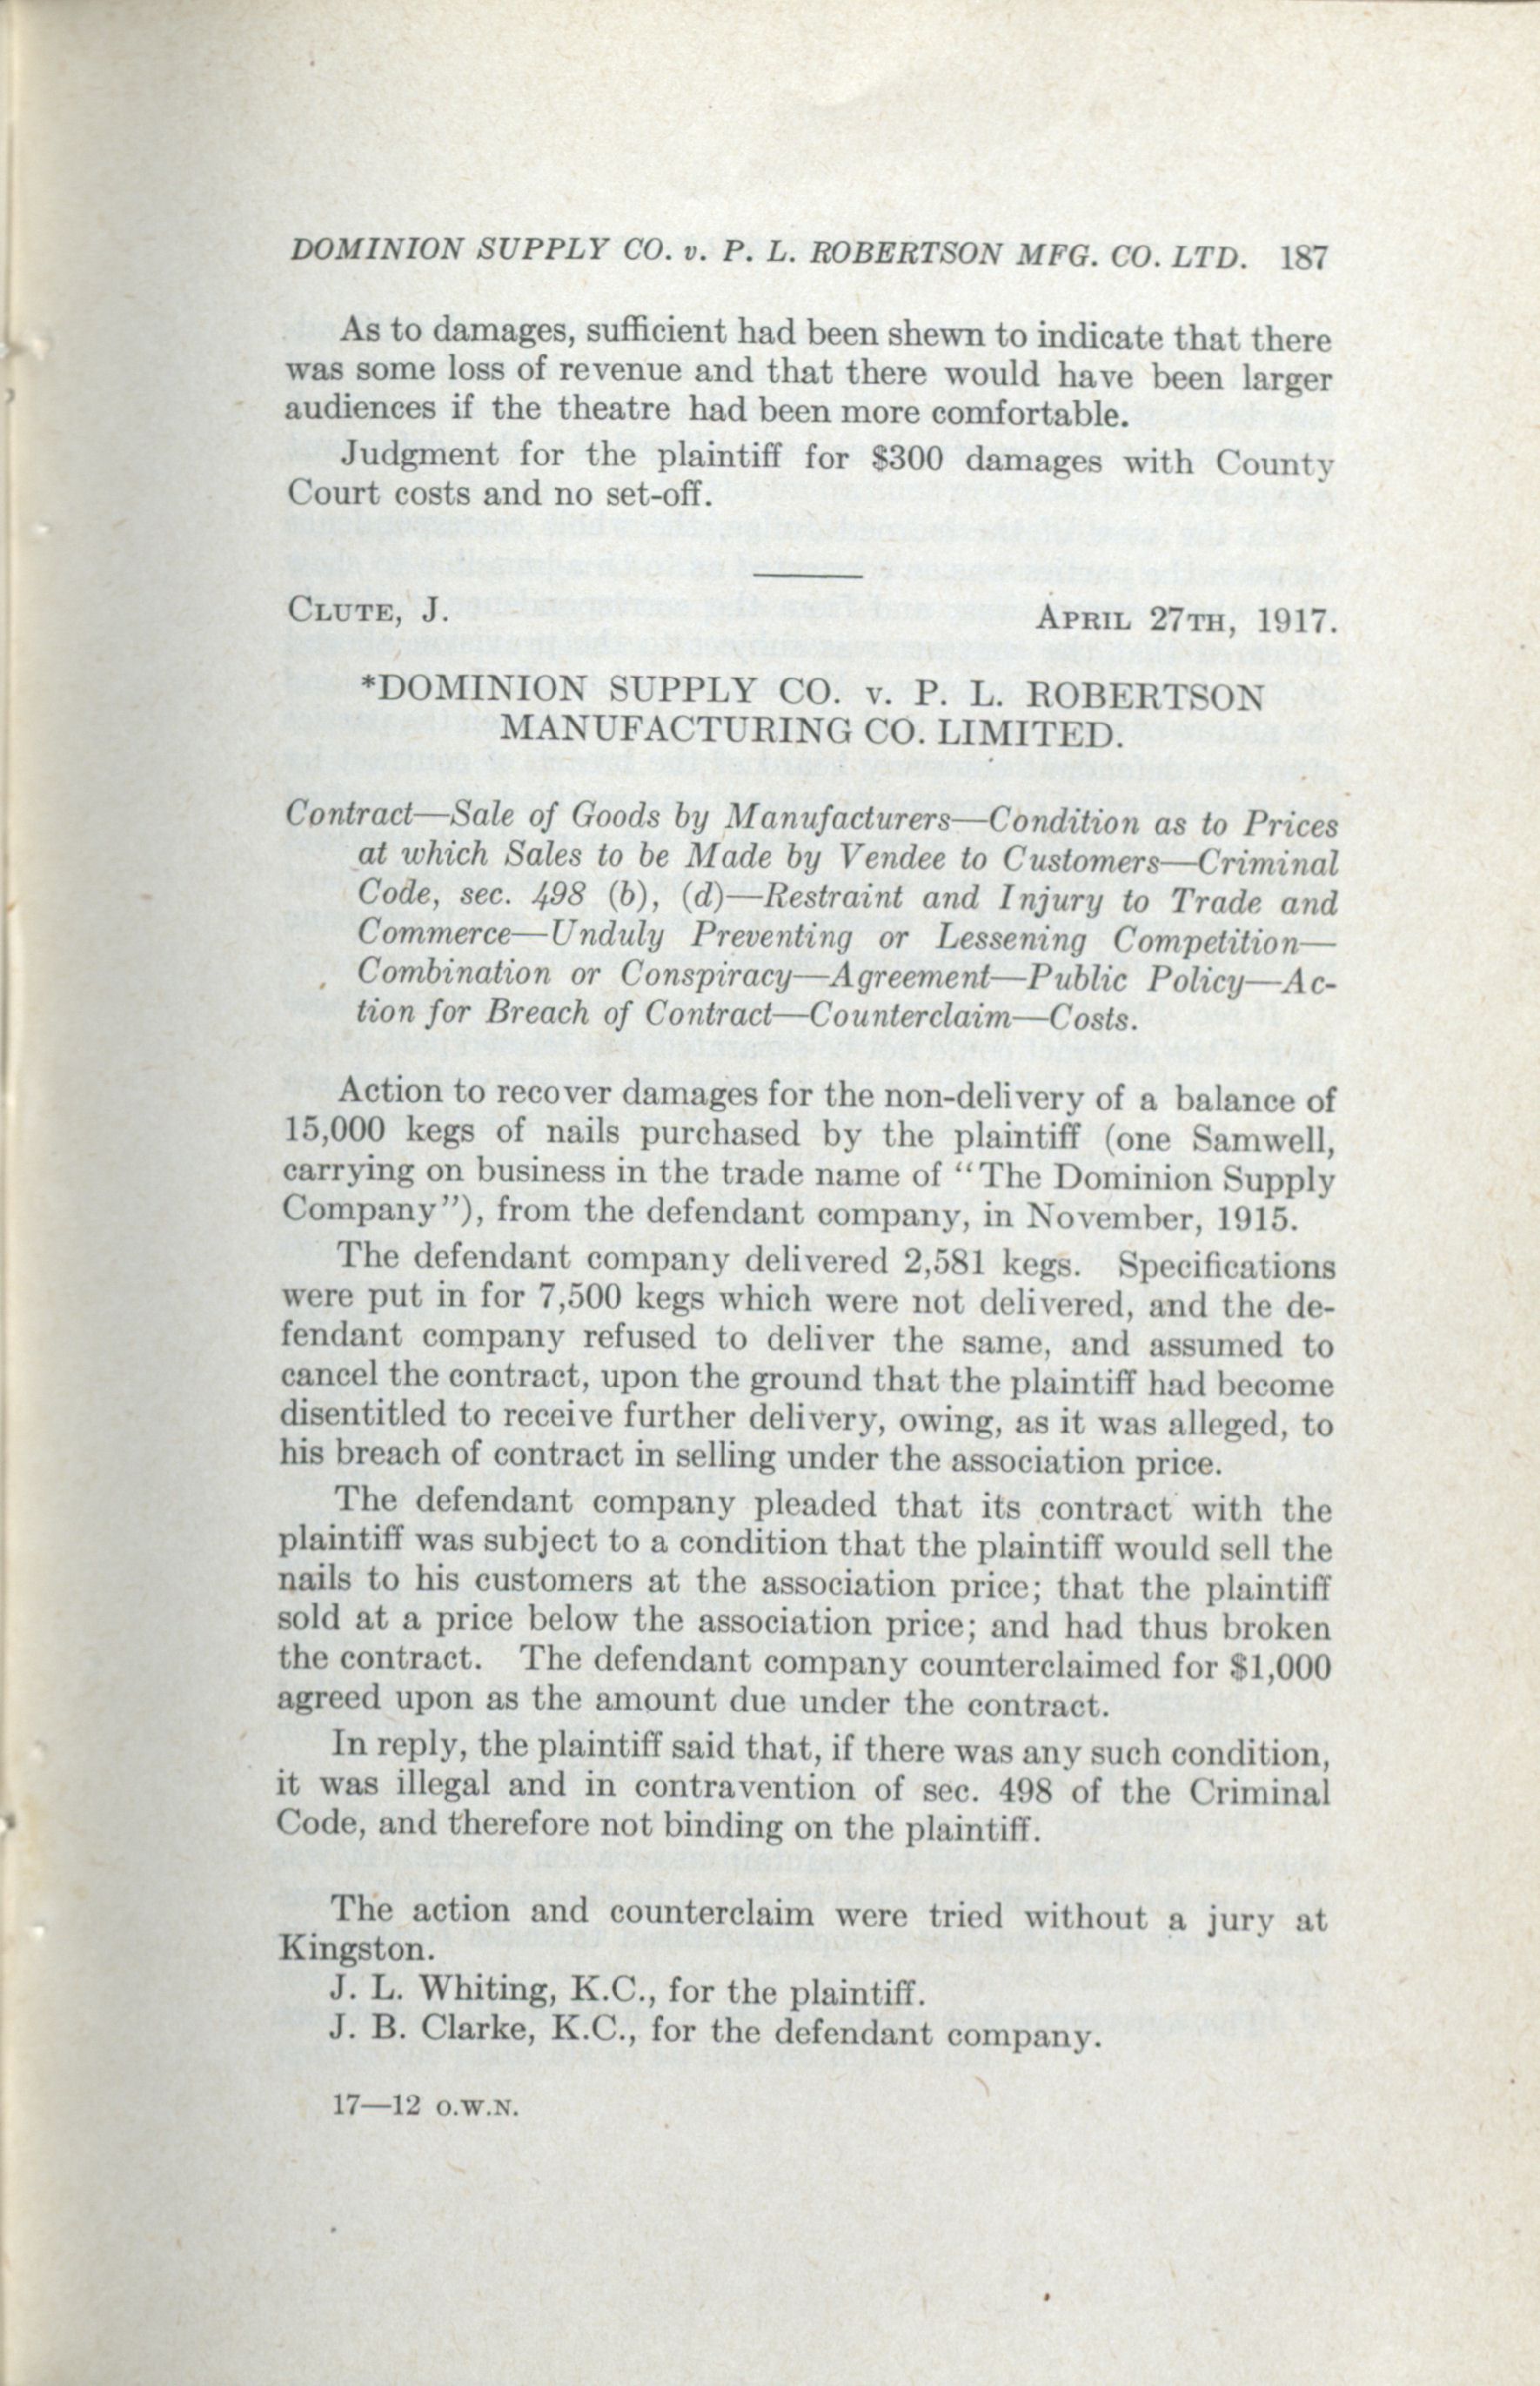 DOMINION SUPPLY CO. v. P. L. ROBERTSON MFG. CO. LTD. 187
As to damages, sufficient had been shewn to indicate that there
was some loss of revenue and that there would have been larger
audiences if the theatre had been more comfortable.
Judgment for the plaintiff for $300 damages with County
Court costs and no set-off.
CLUTE, J. APRIL 27TH, 1917.
*DOMINION SUPPLY CO. v. P. L. ROBERTSON
MANUFACTURING CO. LIMITED.
Contract—Sale of Goods by Manufacturers—Condition as to Prices
at which Sales to be Made by Vendee to Customers—Criminal
Code, sec. 498 (b), (d)—Restraint and Injury to Trade and
Commerce—Unduly Preventing or Lessening Competition—
Combination or Conspiracy—Agreement—Public Policy—Ac-
tion for Breach of Contract—Counterclaim—Costs.
Action to recover damages for the non-delivery of a balance of
15,000 kegs of nails purchased by the plaintiff (one Samwell,
carrying on business in the trade name of "The Dominion Supply
Company"), from the defendant company, in November, 1915.
The defendant company delivered 2,581 kegs. Specifications
were put in for 7,500 kegs which were not delivered, and the de-
fendant company refused to deliver the same, and assumed to
cancel the contract, upon the ground that the plaintiff had become
disentitled to receive further delivery, owing, as it was alleged, to
his breach of contract in selling under the association price.
The defendant company pleaded that its contract with the
plaintiff was subject to a condition that the plaintiff would sell the
nails to his customers at the association price; that the plaintiff
sold at a price below the association price; and had thus broken
the contract. The defendant company counterclaimed for $1,000
agreed upon as the amount due under the contract.
In reply, the plaintiff said that, if there was any such condition,
it was illegal and in contravention of sec. 498 of the Criminal
Code, and therefore not binding on the plaintiff.
The action and counterclaim were tried without a jury at
Kingston.
J. L. Whiting, K.C., for the plaintiff.
J. B. Clarke, K.C., for the defendant company.
17—12 O.W.N.